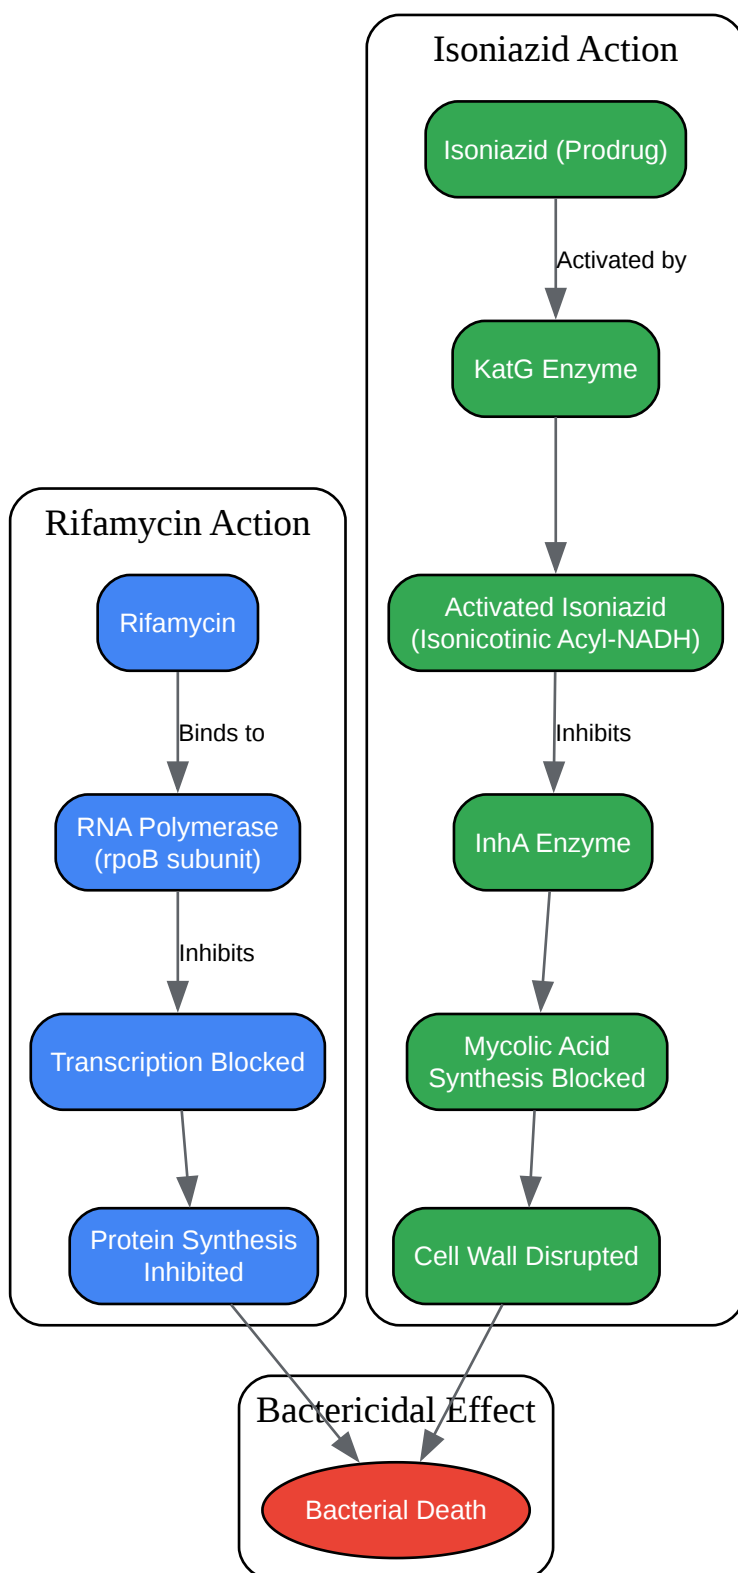 Isoniazid Action
Isoniazid (Prodrug)
Activated by
KatG Enzyme
Activated Isoniazid
(Isonicotinic Acyl-NADH)
Inhibits
InhA Enzyme
Mycolic Acid
Synthesis Blocked
Cell Wall Disrupted
Rifamycin Action
Rifamycin
Binds to
RNA Polymerase
(rpoB subunit)
Inhibits
Transcription Blocked
Protein Synthesis
Inhibited
Bactericidal Effect
Bacterial Death